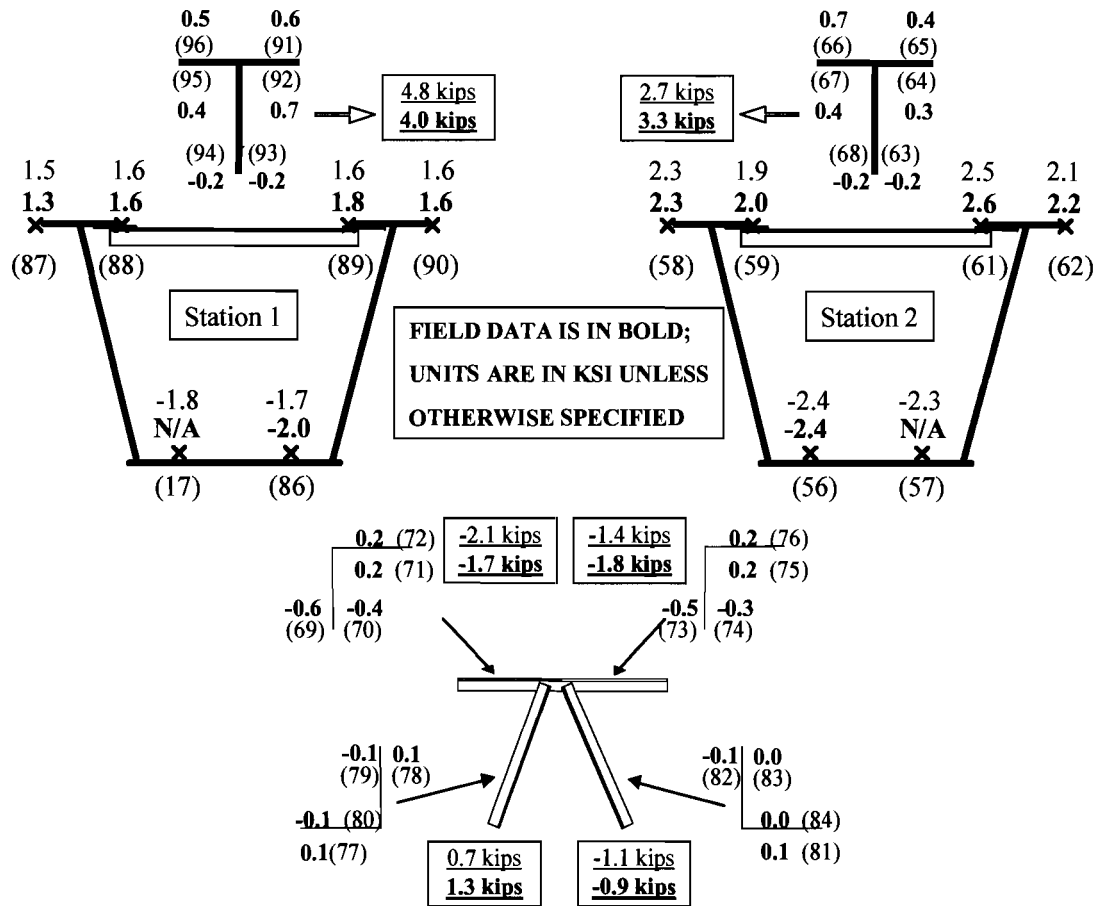 0.5 0.6
(96) (91)
(95) (92)
0.4 0.7
(94) (93)
-0.2 -0.2
4.8 kips
4.0 kips
0.7 0.4
(66) (65)
(67) (64)
0.4 0.3
(68) (63)
-0.2 -0.2
2.7 kips
3.3 kips
1.5 1.6 1.6 1.6
1.3 1.6 1.8 1.6
(87) (88) (89) (90)
Station 1
-1.8 -1.7
N/A -2.0
(17) (86)
2.3 1.9 2.5 2.1
2.3 2.0 2.6 2.2
(58) (59) (61) (62)
Station 2
-2.4 -2.3
-2.4 N/A
(56) (57)
FIELD DATA IS IN BOLD;
UNITS ARE IN KSI UNLESS
OTHERWISE SPECIFIED
0.2 (72)
0.2 (71)
-0.6 -0.4
(69) (70)
-2.1 kips
-1.7 kips
-1.4 kips
-1.8 kips
0.2 (76)
0.2 (75)
-0.5 -0.3
(73) (74)
-0.1 0.1
(79) (78)
-0.1 (80)
0.1(77)
0.7 kips
1.3 kips
-1.1 kips
-0.9 kips
-0.1 0.0
(82) (83)
0.0 (84)
0.1 (81)